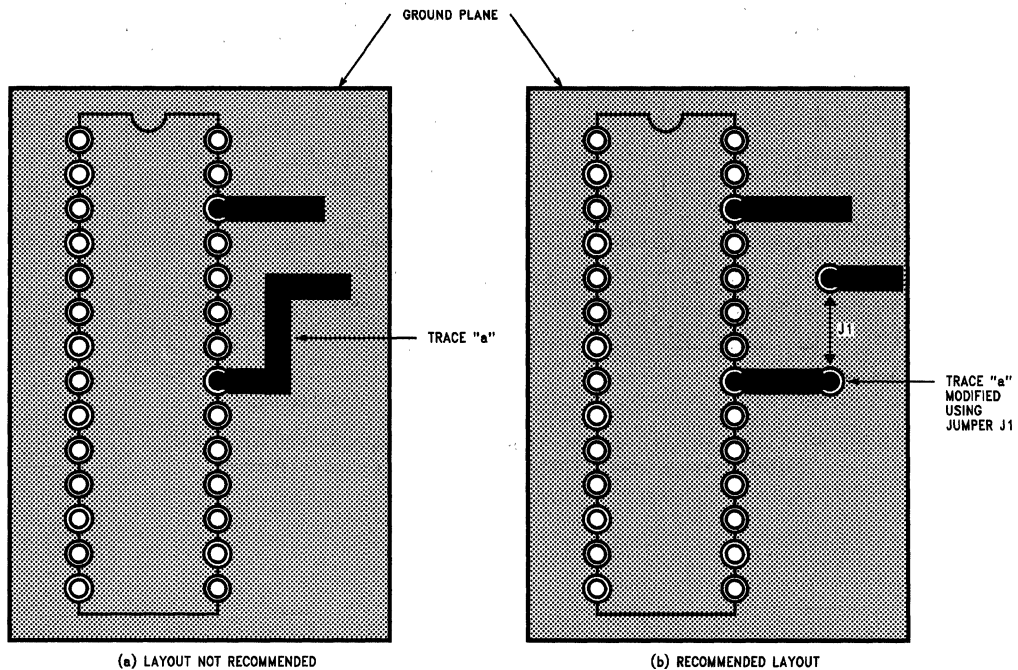 GROUND PLANE
TRACE "a"
J1
TRACE "a"
MODIFIED
USING
JUMPER J1
(a) LAYOUT NOT RECOMMENDED
(b) RECOMMENDED LAYOUT